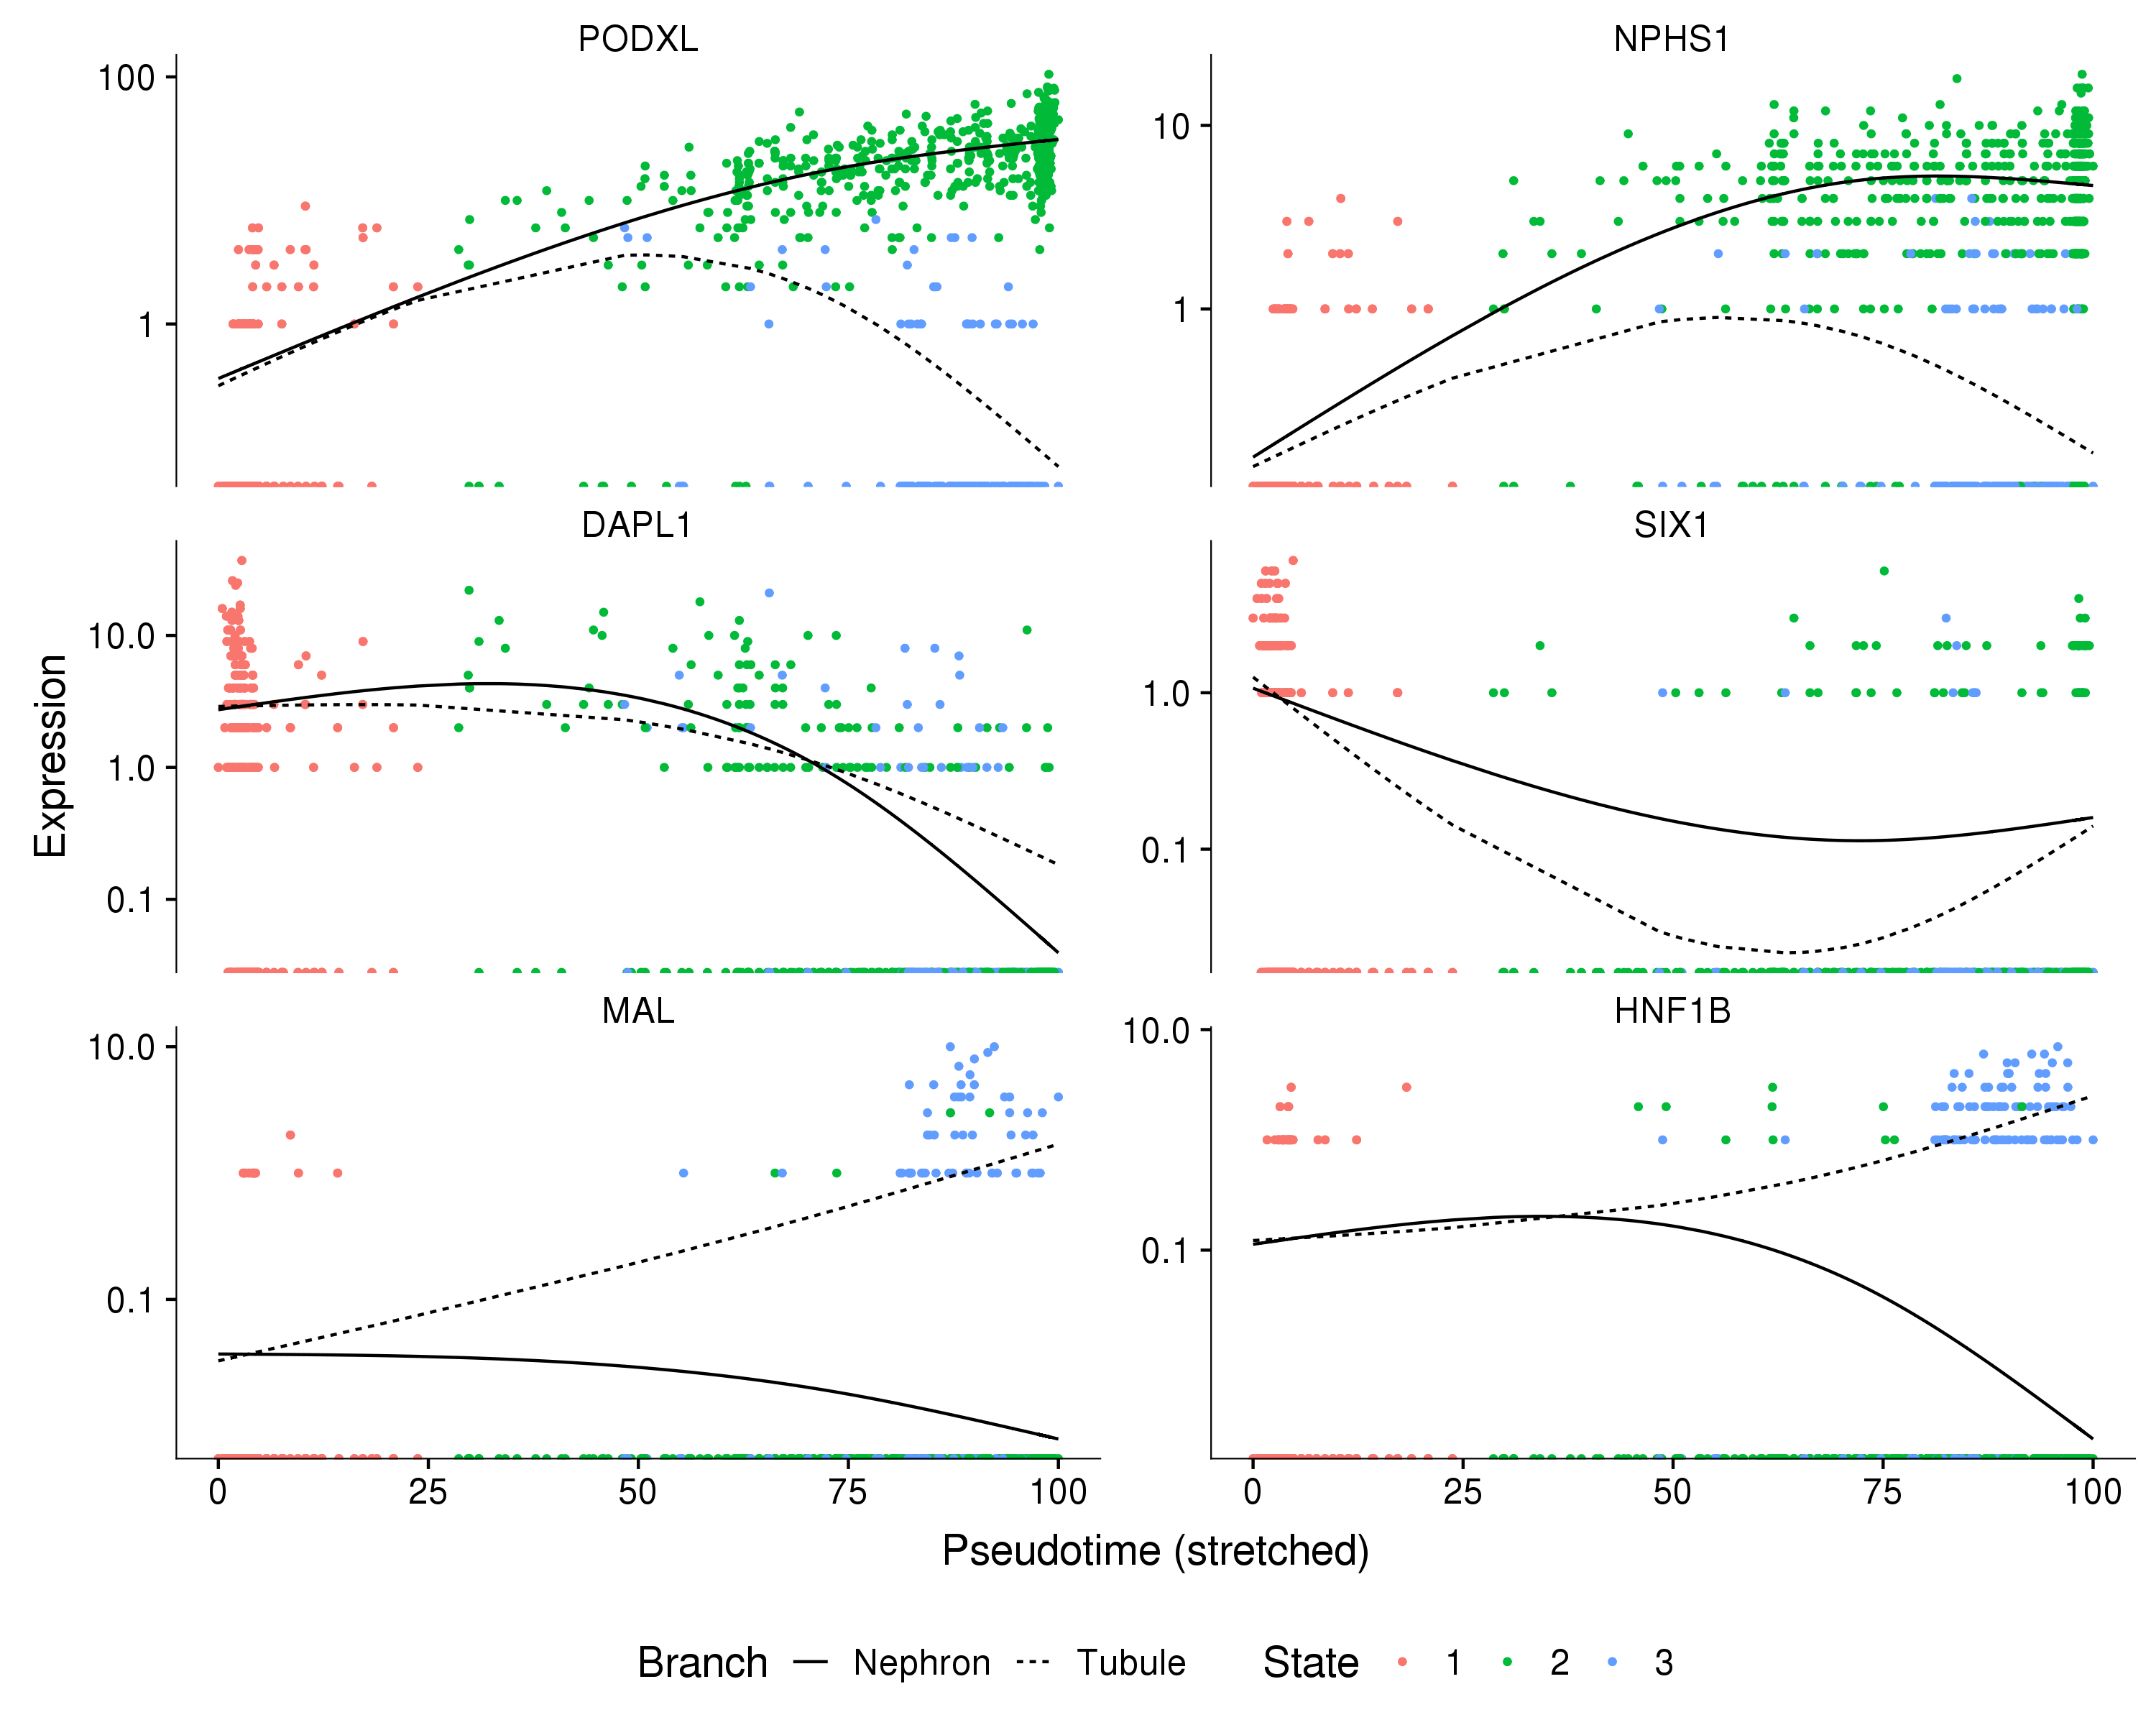 PODXL
NPHS1
100
1
10
1
DAPL1
SIX1
10.0
1.0
0.1
1.0
0.1
Expression
MAL
HNF1B
10.0
0.1
10.0
0.1
0 25 50 75 100
0 25 50 75 100
Pseudotime (stretched)
Branch Nephron Tubule State 1 2 3